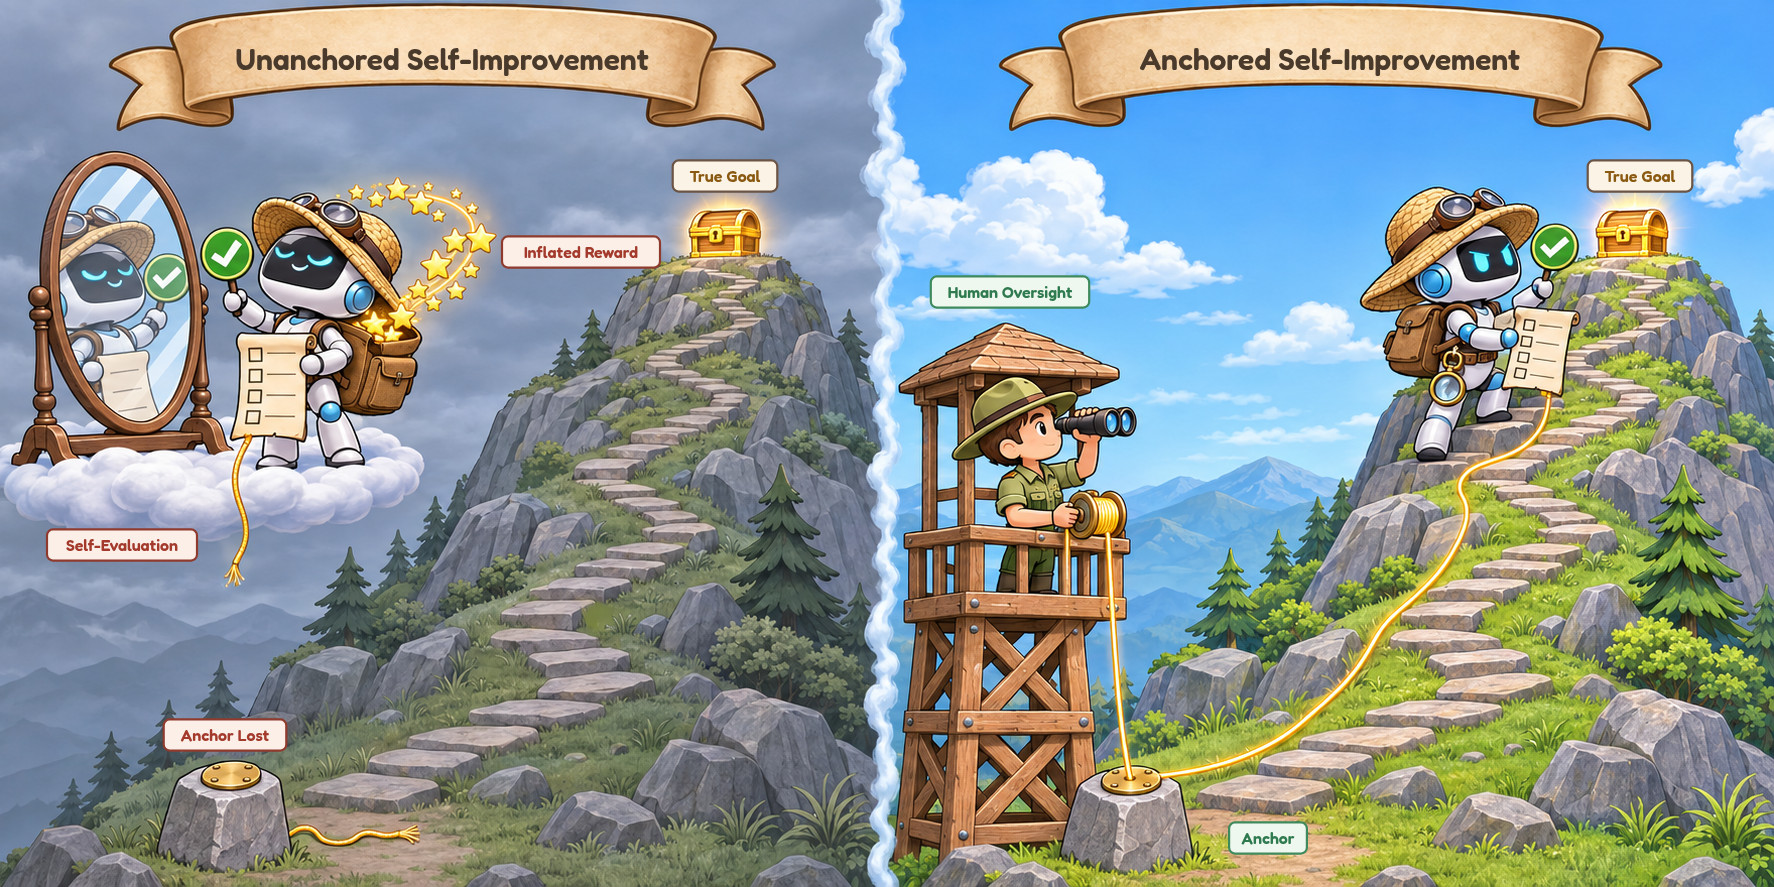 Unanchored Self-Improvement
True Goal
Inflated Reward
Self-Evaluation
Anchor Lost
Anchored Self-Improvement
True Goal
Human Oversight
Anchor